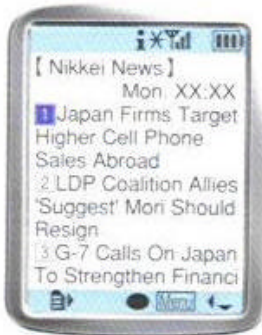 【Nikkei News】
Mon. XX:XX
1 Japan Firms Target
Higher Cell Phone
Sales Abroad
2 LDP Coalition Allies
'Suggest' Mori Should
Resign
3 G-7 Calls On Japan
To Strengthen Financi
Menu